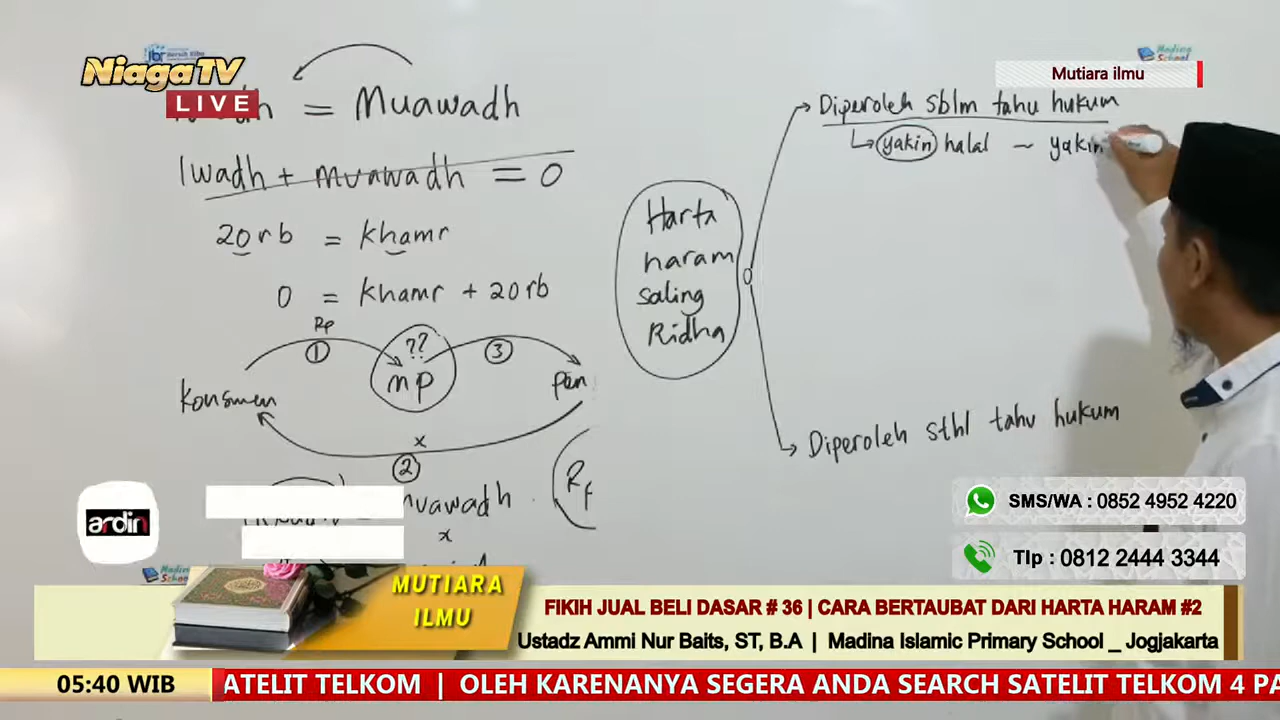 NiagaTV
LIVE
Mutiara ilmu
= Muawadh
Iwadh + muawadh = 0
20rb = khamr
0 = khamr + 20rb
Rp
1
??
mp
3
Konsmen
x
2
muawadh
x
Harta
haram
saling
Ridha
Diperoleh sblm tahu hukum
yakin halal ~ yakin
Diperoleh sthl tahu hukum
SMS/WA : 0852 4952 4220
Tlp : 0812 2444 3344
ardin
MUTIARA
ILMU
FIKIH JUAL BELI DASAR # 36 | CARA BERTAUBAT DARI HARTA HARAM #2
Ustadz Ammi Nur Baits, ST, B.A | Madina Islamic Primary School _ Jogjakarta
05:40 WIB
ATELIT TELKOM | OLEH KARENANYA SEGERA ANDA SEARCH SATELIT TELKOM 4 PA